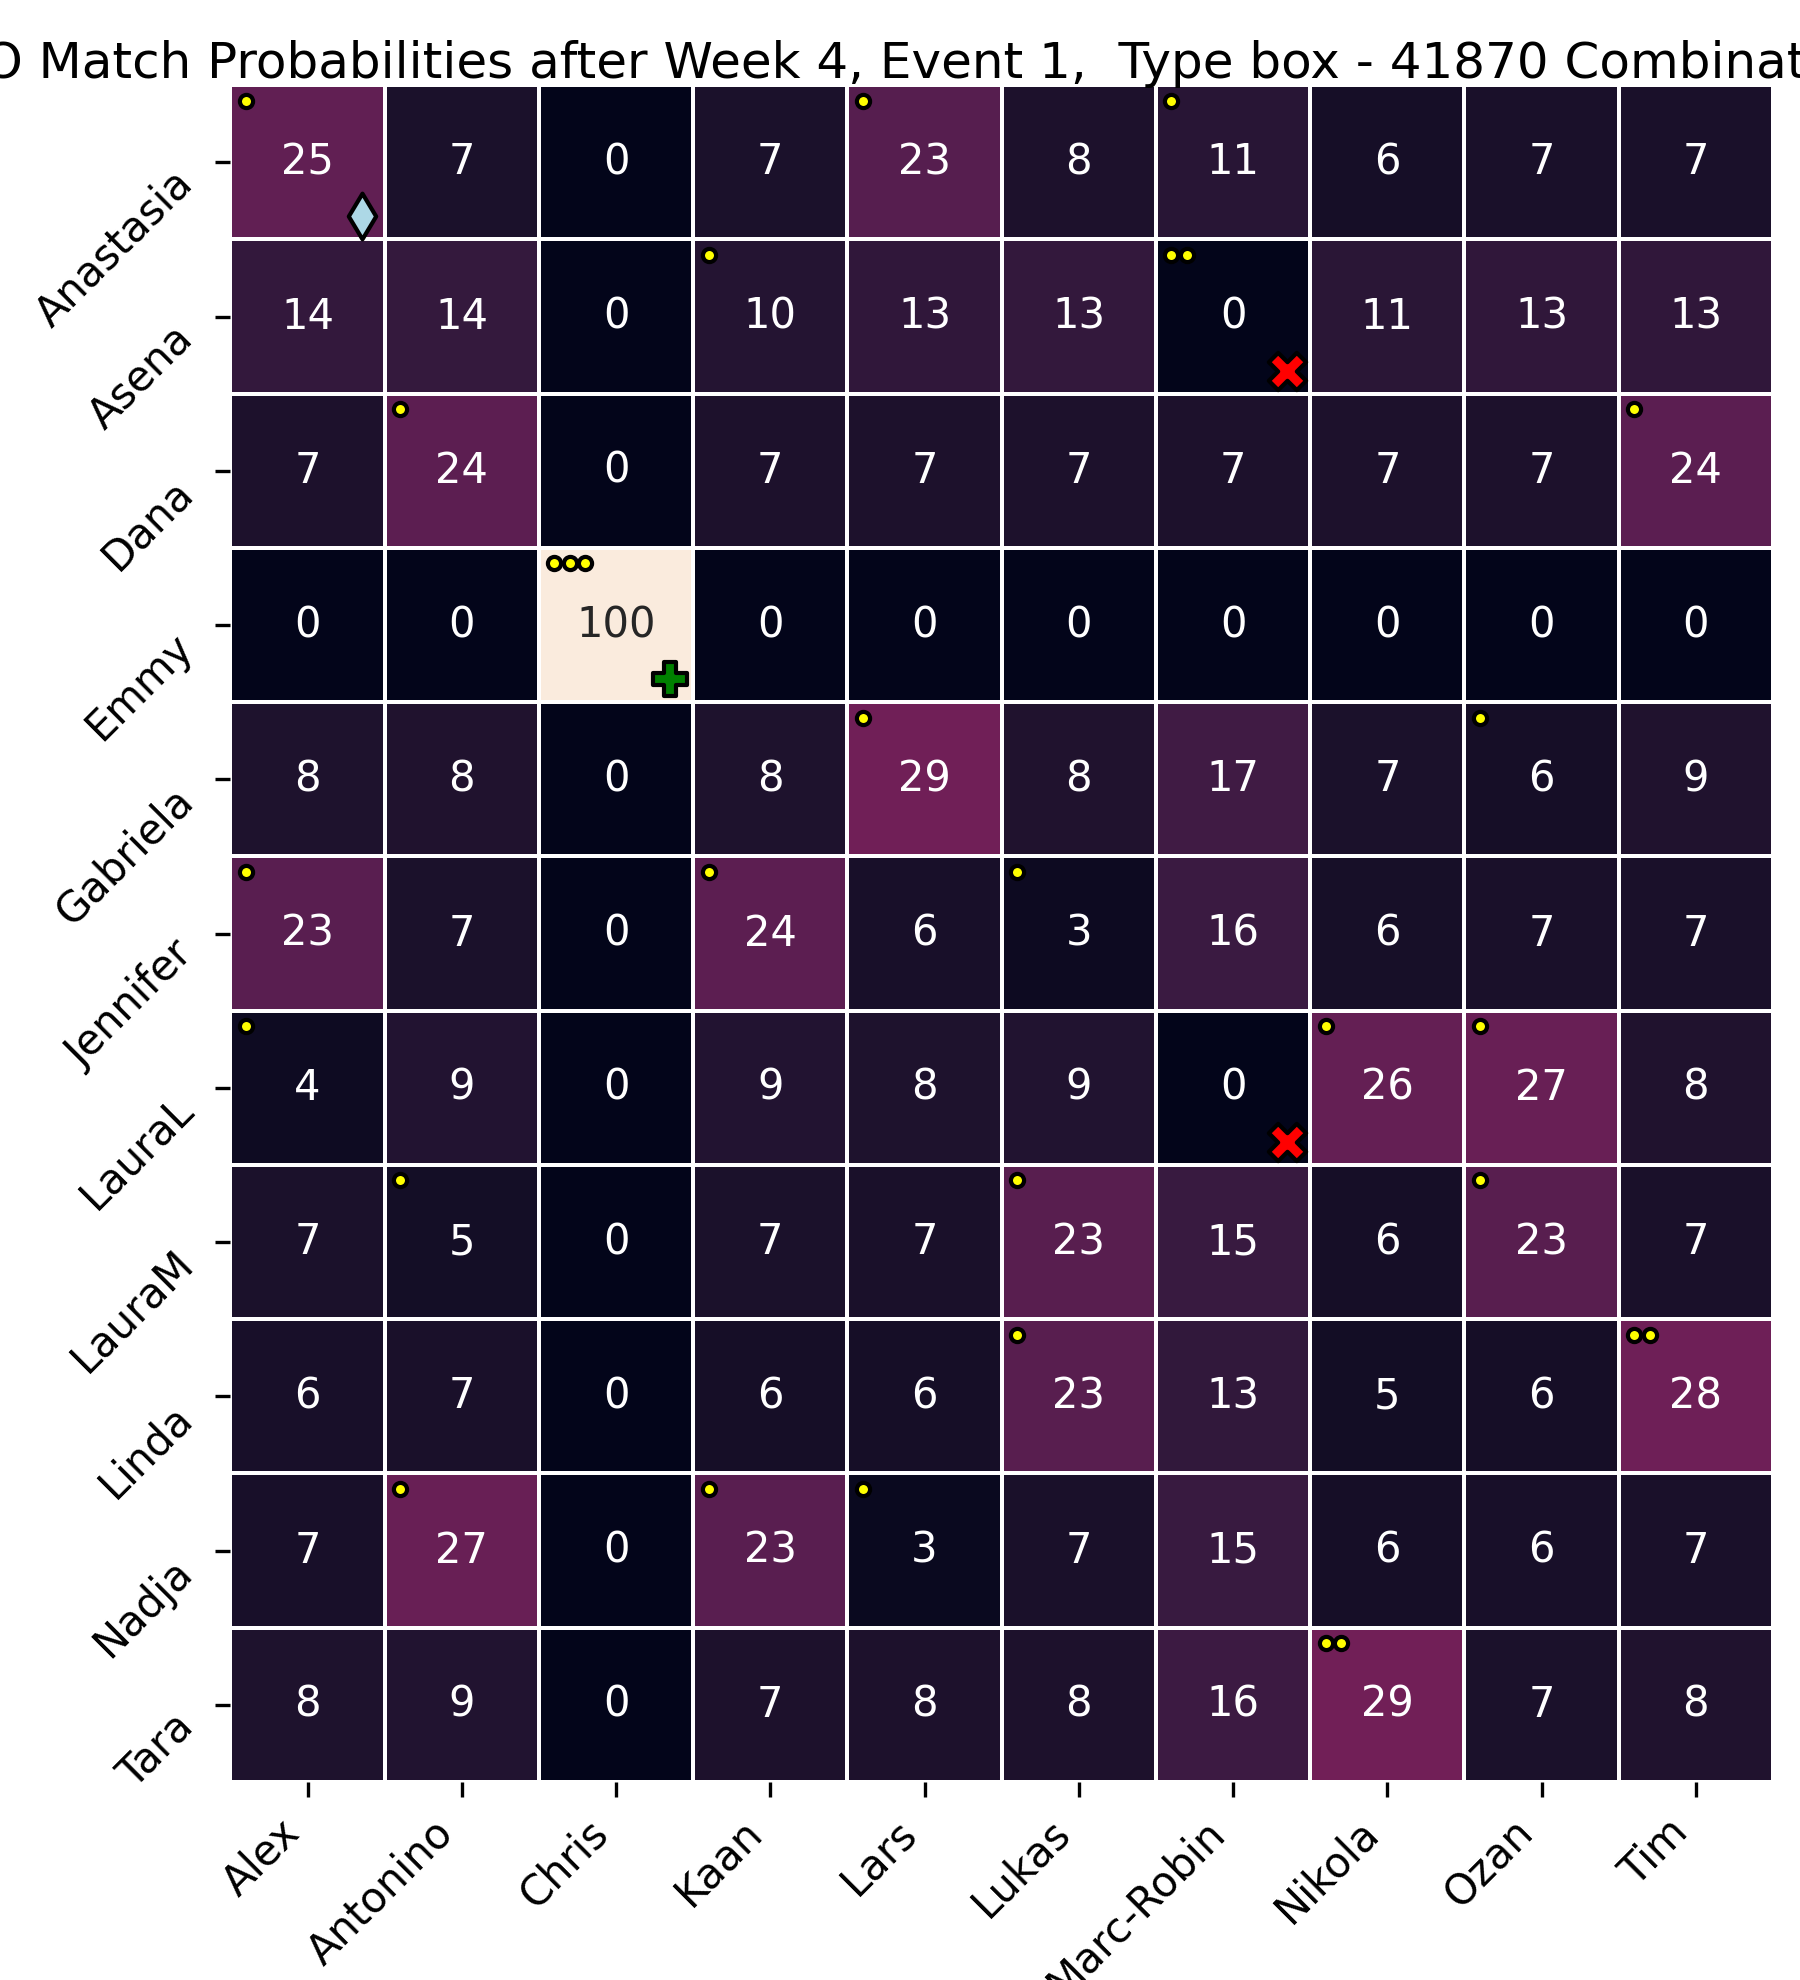 O Match Probabilities after Week 4, Event 1, Type box - 41870 Combinat
Anastasia 25 7 0 7 23 8 11 6 7 7
Asena 14 14 0 10 13 13 0 11 13 13
Dana 7 24 0 7 7 7 7 7 7 24
Emmy 0 0 100 0 0 0 0 0 0 0
Gabriela 8 8 0 8 29 8 17 7 6 9
Jennifer 23 7 0 24 6 3 16 6 7 7
LauraL 4 9 0 9 8 9 0 26 27 8
LauraM 7 5 0 7 7 23 15 6 23 7
Linda 6 7 0 6 6 23 13 5 6 28
Nadja 7 27 0 23 3 7 15 6 6 7
Tara 8 9 0 7 8 8 16 29 7 8
Alex Antonino Chris Kaan Lars Lukas Marc-Robin Nikola Ozan Tim